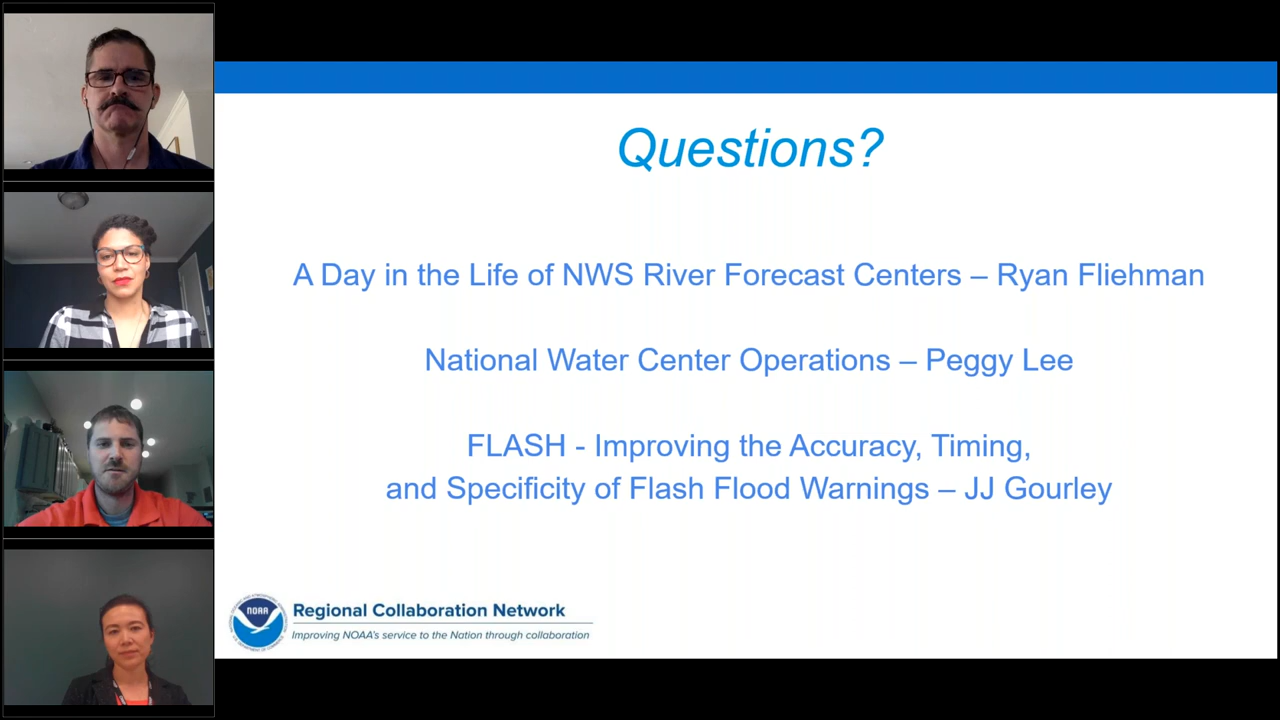 Questions?
A Day in the Life of NWS River Forecast Centers – Ryan Fliehman
National Water Center Operations – Peggy Lee
FLASH - Improving the Accuracy, Timing,
and Specificity of Flash Flood Warnings – JJ Gourley
NOAA
Regional Collaboration Network
Improving NOAA's service to the Nation through collaboration